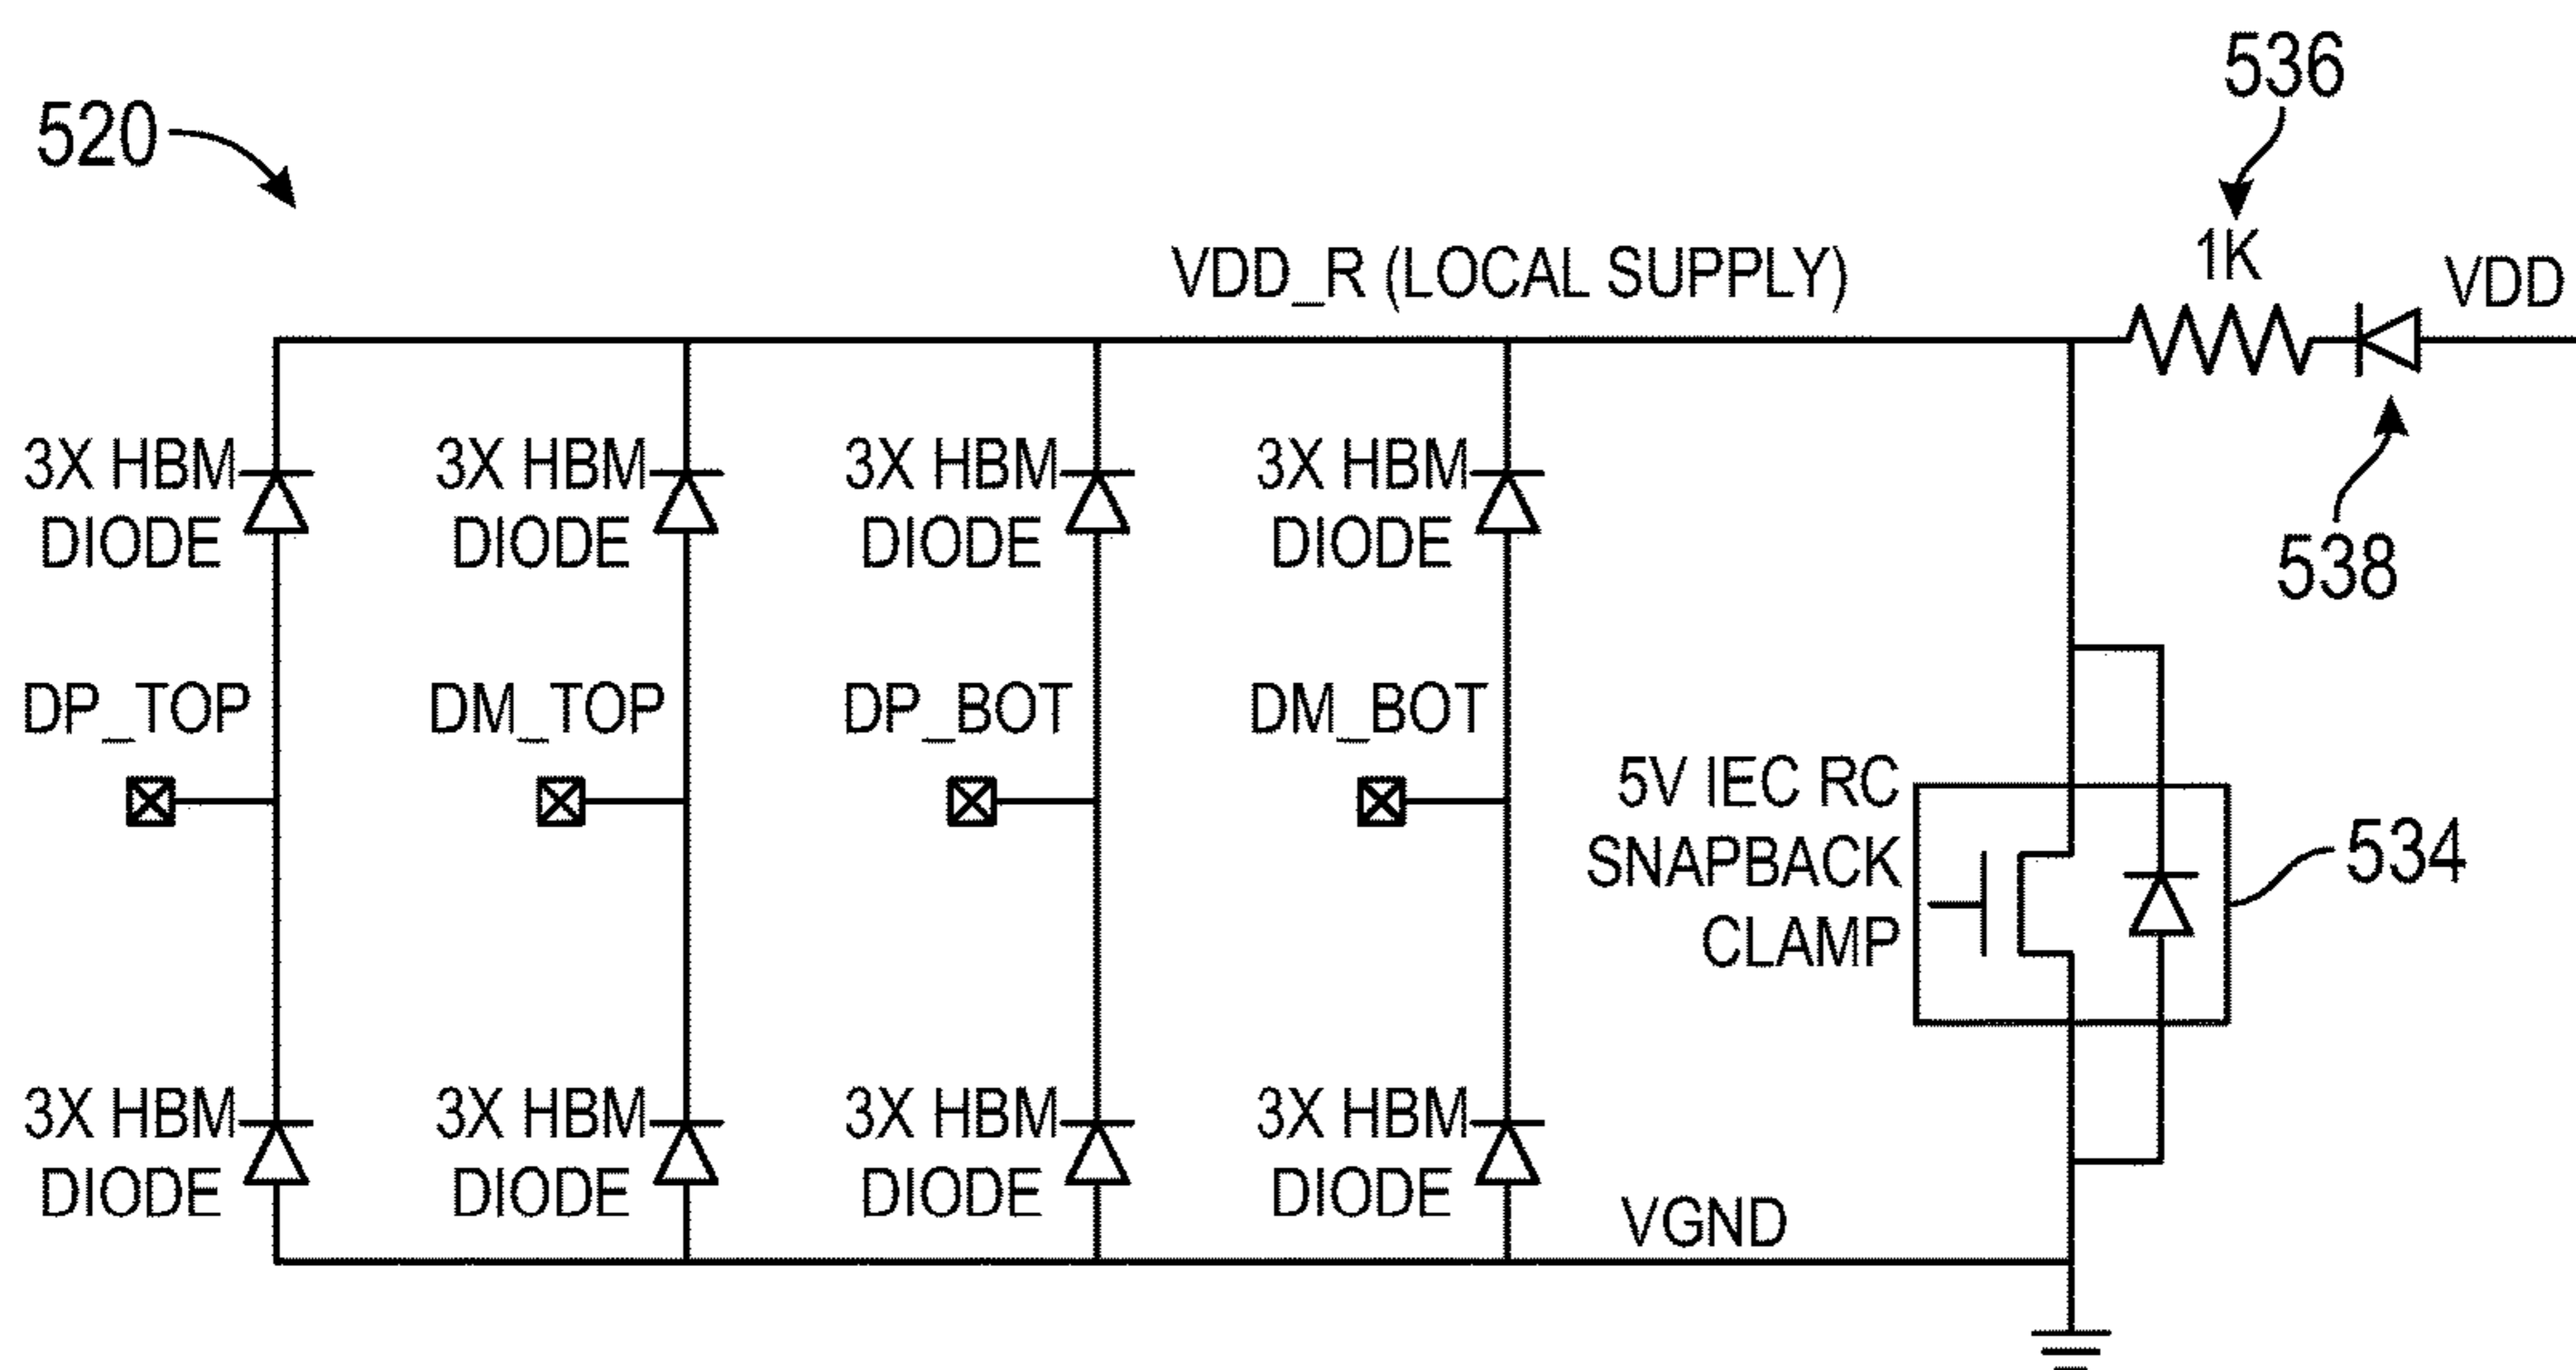 536
520
1K
VDD_R (LOCAL SUPPLY)
VDD
3X HBM
DIODE
3X HBM
DIODE
3X HBM
DIODE
3X HBM
DIODE
538
DP_TOP
DM_TOP
DP_BOT
DM_BOT
5V IEC RC
SNAPBACK
CLAMP
534
3X HBM
DIODE
3X HBM
DIODE
3X HBM
DIODE
3X HBM
DIODE
VGND